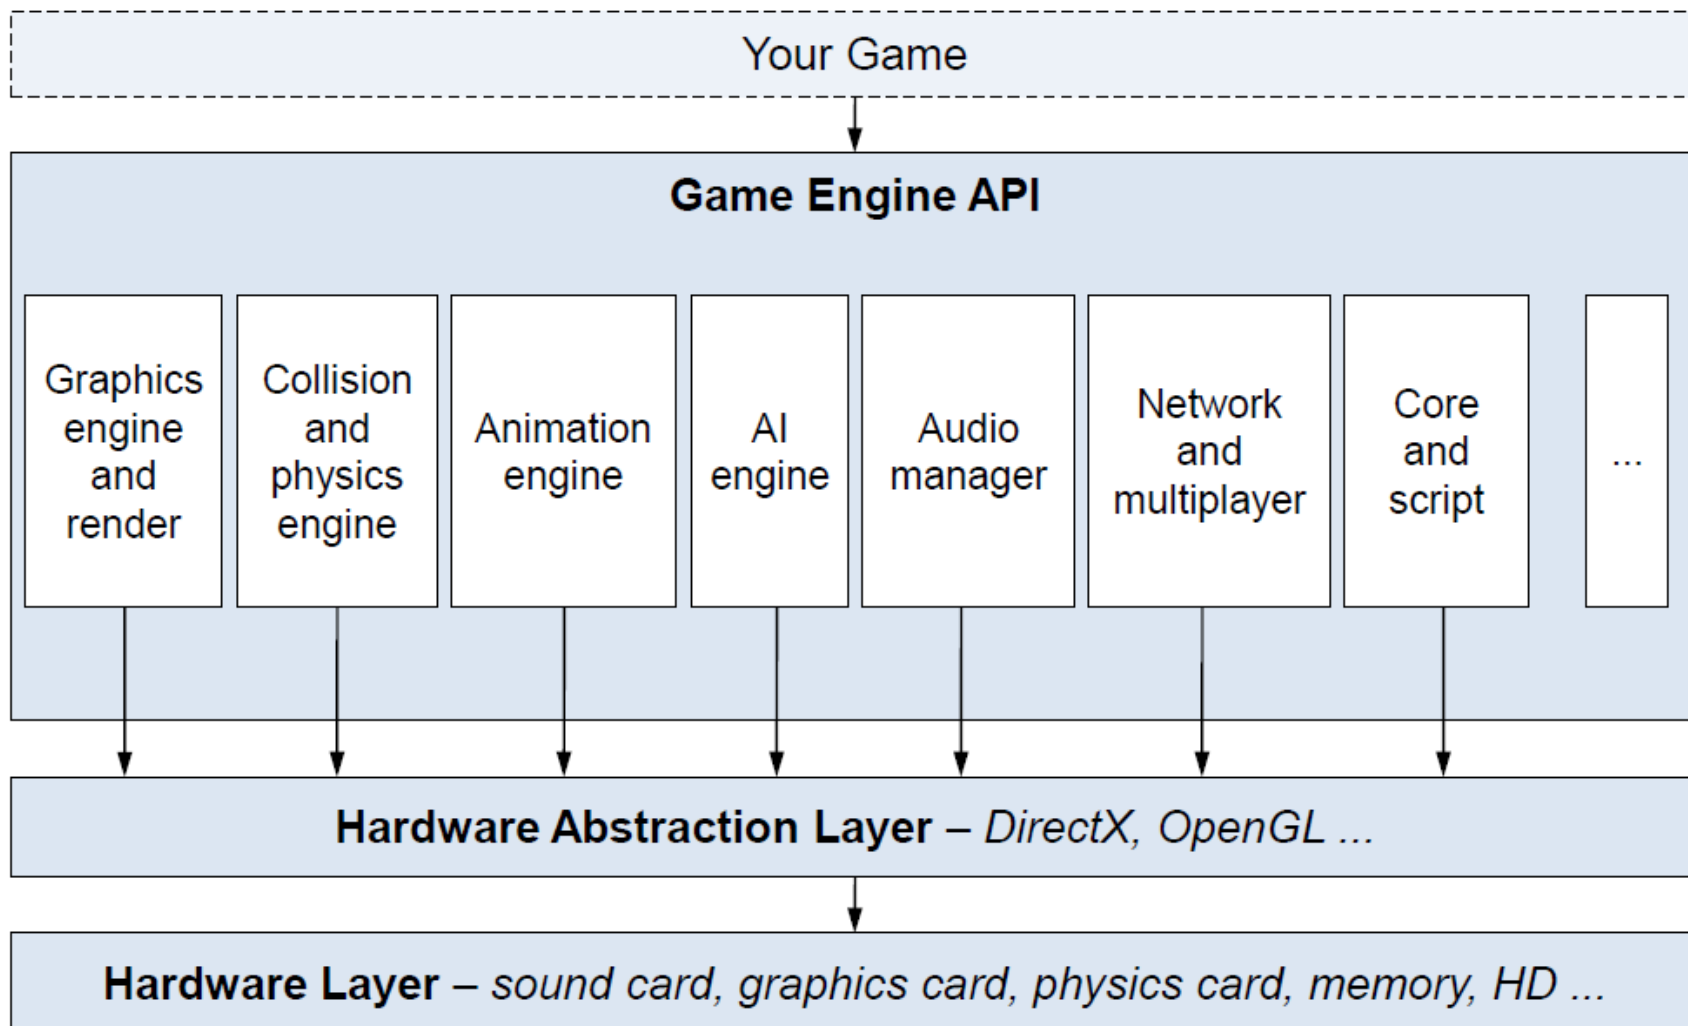 Your Game
Game Engine API
Graphics
engine
and
render
Collision
and
physics
engine
Animation
engine
AI
engine
Audio
manager
Network
and
multiplayer
Core
and
script
...
Hardware Abstraction Layer – DirectX, OpenGL ...
Hardware Layer – sound card, graphics card, physics card, memory, HD ...